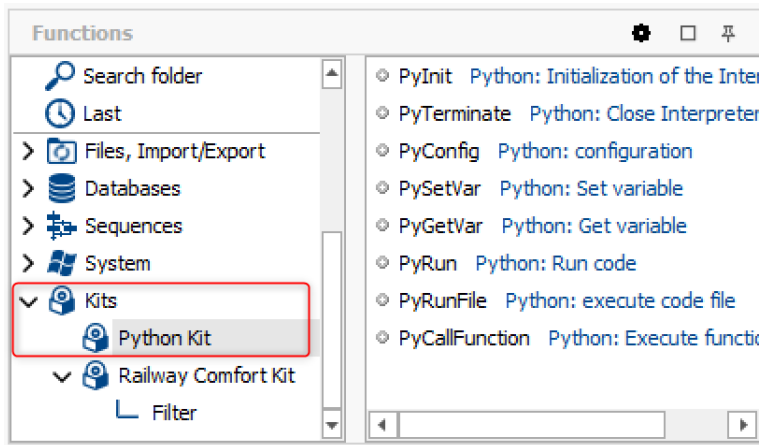 Functions
Search folder
Last
Files, Import/Export
Databases
Sequences
System
Kits
Python Kit
Railway Comfort Kit
Filter
PyInit Python: Initialization of the Inter
PyTerminate Python: Close Interpreter
PyConfig Python: configuration
PySetVar Python: Set variable
PyGetVar Python: Get variable
PyRun Python: Run code
PyRunFile Python: execute code file
PyCallFunction Python: Execute functio